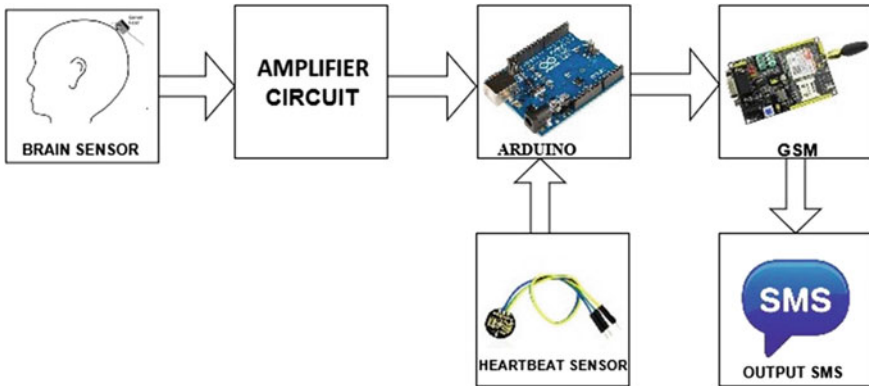 BRAIN SENSOR
AMPLIFIER
CIRCUIT
ARDUINO
GSM
HEARTBEAT SENSOR
SMS
OUTPUT SMS